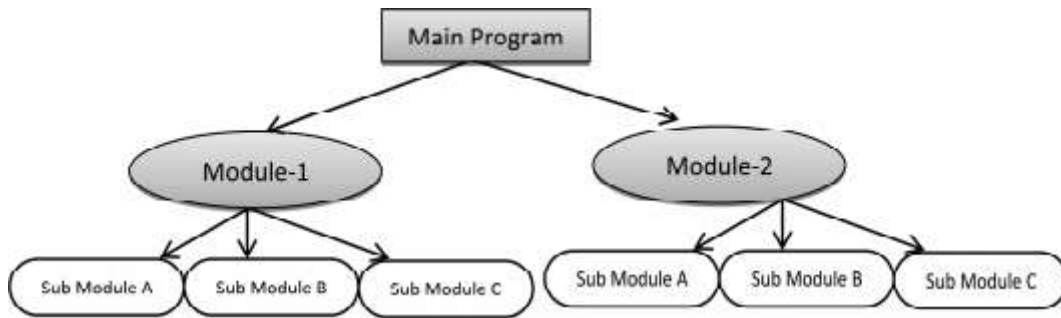 Main Program
Module-1
Module-2
Sub Module A
Sub Module B
Sub Module C
Sub Module A
Sub Module B
Sub Module C